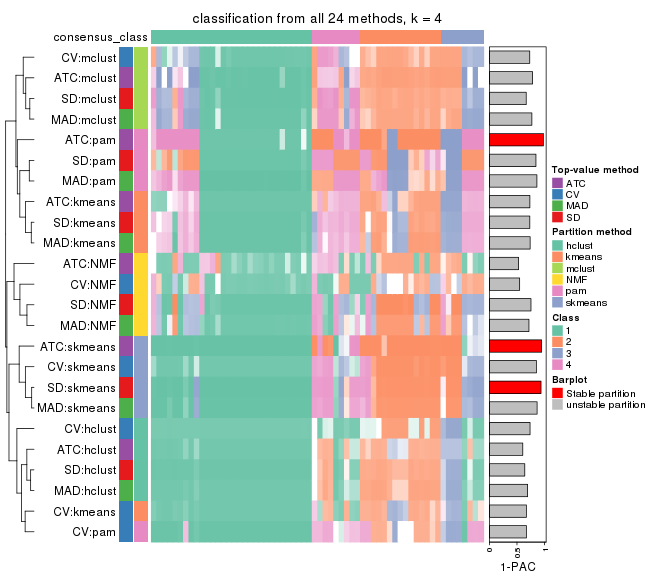 classification from all 24 methods, k = 4
consensus_class
CV:mclust
ATC:mclust
SD:mclust
MAD:mclust
ATC:pam
SD:pam
MAD:pam
ATC:kmeans
SD:kmeans
MAD:kmeans
ATC:NMF
CV:NMF
SD:NMF
MAD:NMF
ATC:skmeans
CV:skmeans
SD:skmeans
MAD:skmeans
CV:hclust
ATC:hclust
SD:hclust
MAD:hclust
CV:kmeans
CV:pam
0
0.5
1
1-PAC
Top-value method
ATC
CV
MAD
SD
Partition method
hclust
kmeans
mclust
NMF
pam
skmeans
Class
1
2
3
4
Barplot
Stable partition
unstable partition